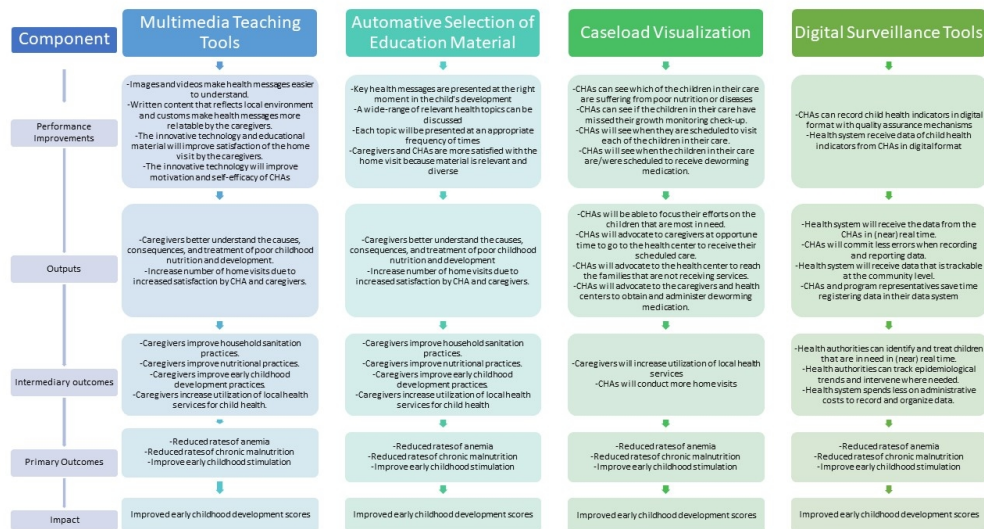 Component
Multimedia Teaching
Tools
Automative Selection of
Education Material
Caseload Visualization
Digital Surveillance Tools
Performance
Improvements
-Images and videos make health messages easier
to understand.
-Written content that reflects local environment
and customs make health messages more
relatable by the caregivers.
-The innovative technology and educational
material will improve satisfaction of the home
visit by the caregivers.
-The innovative technology will improve
motivation and self-efficacy of CHAs
-Key health messages are presented at the right
moment in the child's development
-A wide-range of relevant health topics can be
discussed
-Each topic will be presented at an appropriate
frequency of times
-Caregivers and CHAs are more satisfied with the
home visit because material is relevant and
diverse
-CHAs can see which of the children in their care
are suffering from poor nutrition or diseases
-CHAs can see if the children in their care have
missed their growth monitoring check-up.
-CHAs will see when they are scheduled to visit
each of the children in their care.
-CHAs will see when the children in their care
are/were scheduled to receive deworming
medication.
-CHAs can record child health indicators in digital
format with quality assurance mechanisms
-Health system receive data of child health
indicators from CHAs in digital format
Outputs
-Caregivers better understand the causes,
consequences, and treatment of poor childhood
nutrition and development.
-Increase number of home visits due to
increased satisfaction by CHA and caregivers.
-Caregivers better understand the causes,
consequences, and treatment of poor childhood
nutrition and development
-Increase number of home visits due to
increased satisfaction by CHA and caregivers.
-CHAs will be able to focus their efforts on the
children that are most in need.
-CHAs will advocate to caregivers at opportune
time to go to the health center to receive their
scheduled care.
-CHAs will advocate to the health center to reach
the families that are not receiving services.
-CHAs will advocate to the caregivers and health
centers to obtain and administer deworming
medication.
-Health system will receive the data from the
CHAs in (near) real time.
-CHAs will commit less errors when recording
and reporting data.
-Health system will receive data that is trackable
at the community level.
-CHAs and program representatives save time
registering data in their data system
Intermediary outcomes
-Caregivers improve household sanitation
practices.
-Caregivers improve nutritional practices.
-Caregivers improve early childhood
development practices.
-Caregivers increase utilization of local health
services for child health.
-Caregivers improve household sanitation
practices.
-Caregivers improve nutritional practices.
-Caregivers improve early childhood
development practices.
-Caregivers increase utilization of local health
services for child health
-Caregivers will increase utilization of local health
services
-CHAs will conduct more home visits
-Health authorities can identify and treat children
that are in need in (near) real time.
-Health authorities can track epidemiological
trends and intervene where needed.
-Health system spends less on administrative
costs to record and organize data.
Primary Outcomes
-Reduced rates of anemia
-Reduced rates of chronic malnutrition
-Improve early childhood stimulation
-Reduced rates of anemia
-Reduced rates of chronic malnutrition
-Improve early childhood stimulation
-Reduced rates of anemia
-Reduced rates of chronic malnutrition
-Improve early childhood stimulation
-Reduced rates of anemia
-Reduced rates of chronic malnutrition
-Improve early childhood stimulation
Impact
Improved early childhood development scores
Improved early childhood development scores
Improved early childhood development scores
Improved early childhood development scores